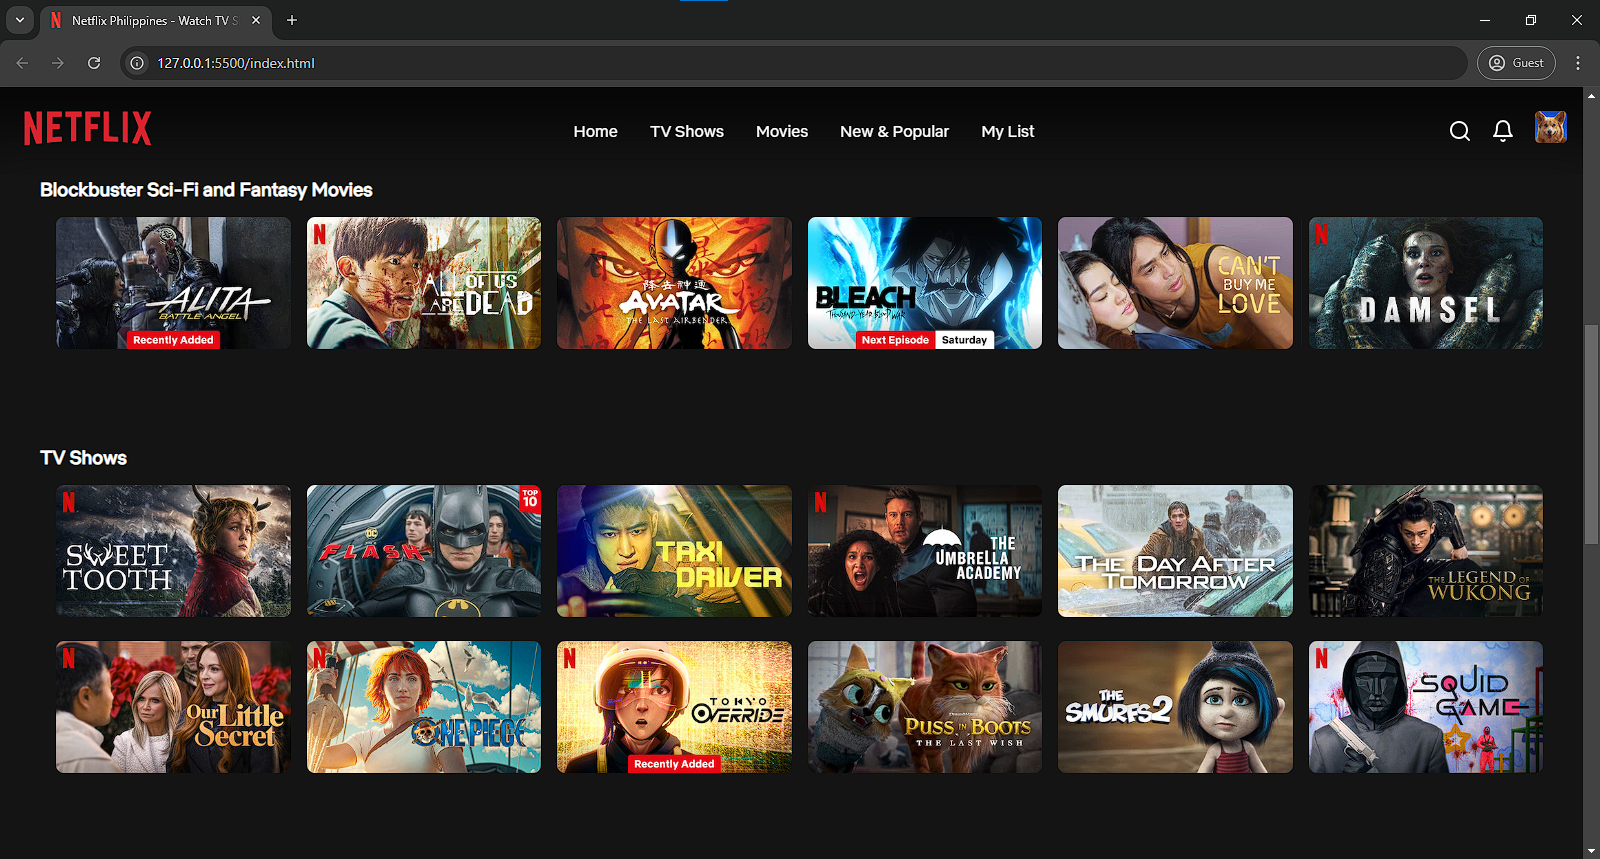 Netflix Philippines - Watch TV S
127.0.0.1:5500/index.html
Guest
NETFLIX
Home
TV Shows
Movies
New & Popular
My List
Blockbuster Sci-Fi and Fantasy Movies
ALITA
BATTLE ANGEL
Recently Added
N
ALL OF US
ARE DEAD
降去神通
AVATAR
THE LAST AIRBENDER
BLEACH
THOUSAND-YEAR BLOOD WAR
Next Episode Saturday
CAN'T
BUY ME
LOVE
N
DAMSEL
TV Shows
N
SWEET
TOOTH
TOP
10
DC
FLASH
TAXI
DRIVER
N
THE
UMBRELLA
ACADEMY
THE DAY AFTER
TOMORROW
THE LEGEND OF
WUKONG
N
Our Little
Secret
N
ONE PIECE
N
TOKYO
OVERRIDE
Recently Added
PUSS IN BOOTS
THE LAST WISH
THE
SMURFS 2
N
SQUID
GAME